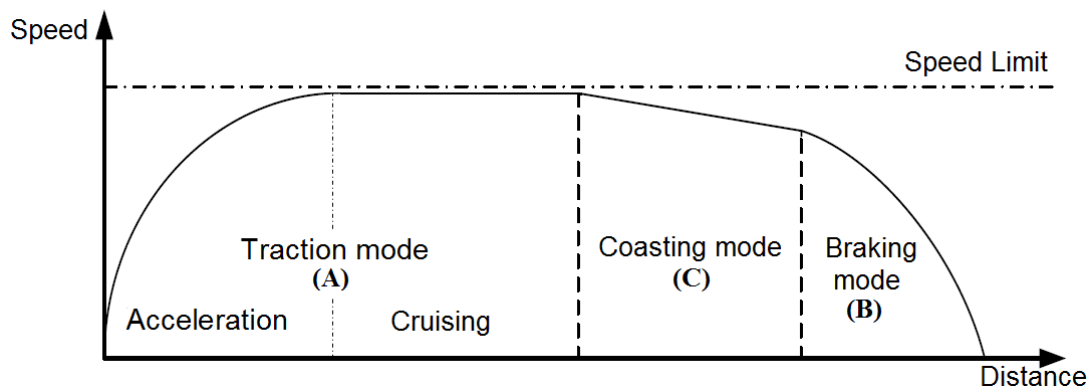 Speed
Speed Limit
Traction mode
(A)
Coasting mode
(C)
Braking
mode
(B)
Acceleration
Cruising
Distance